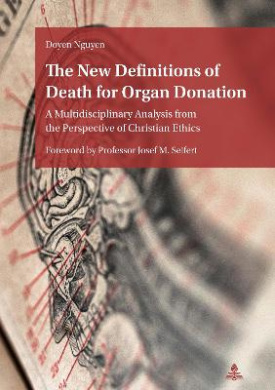 Doyen Nguyen
The New Definitions of
Death for Organ Donation
A Multidisciplinary Analysis from
the Perspective of Christian Ethics
Foreword by Professor Josef M. Seifert